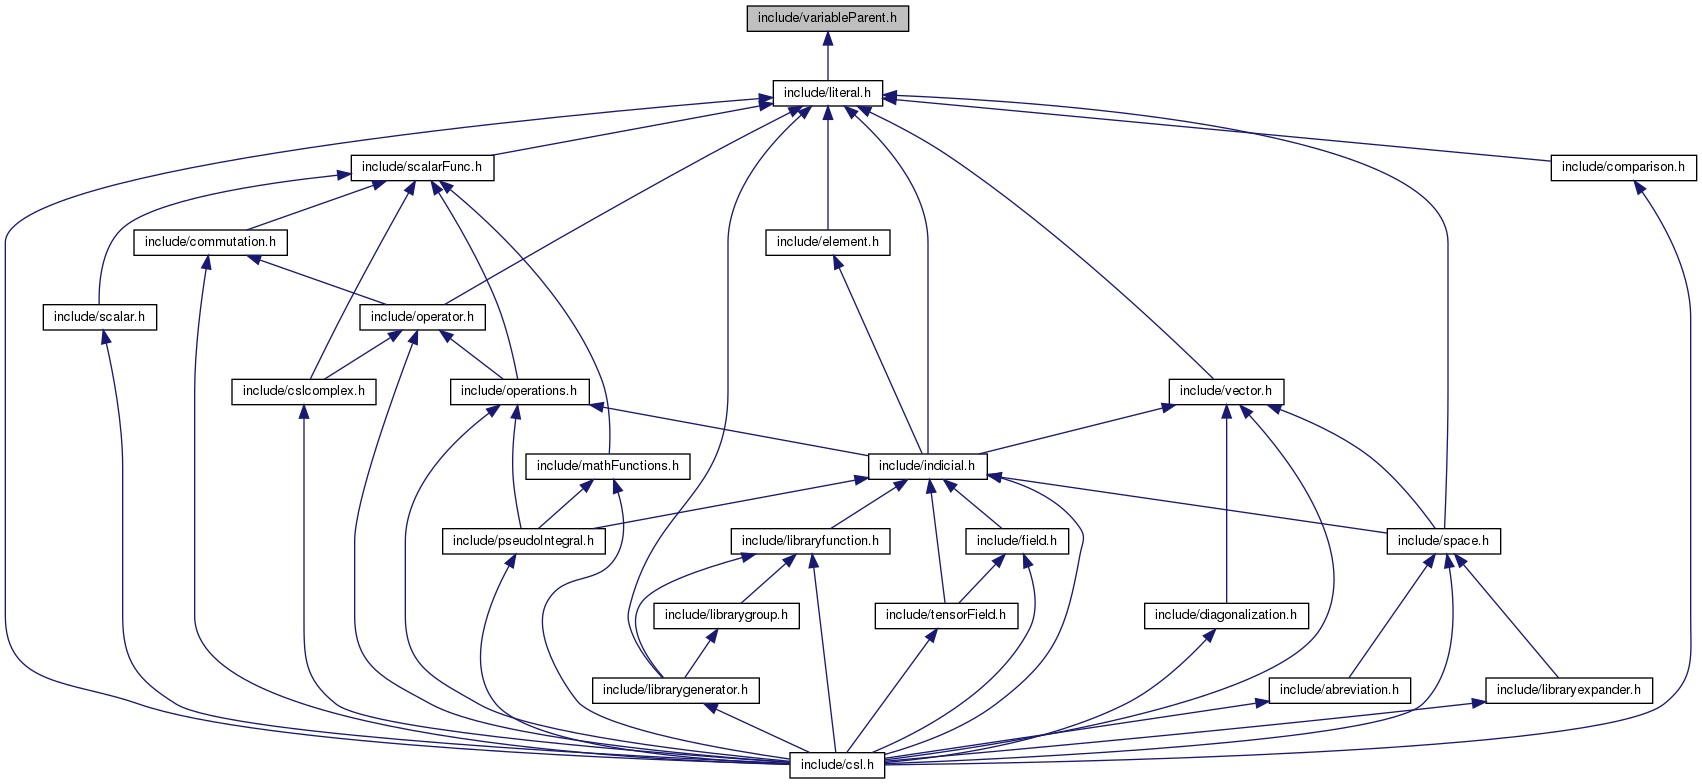 include/variableParent.h
include/literal.h
include/scalarFunc.h
include/comparison.h
include/commutation.h
include/element.h
include/scalar.h
include/operator.h
include/cslcomplex.h
include/operations.h
include/vector.h
include/mathFunctions.h
include/indicial.h
include/pseudoIntegral.h
include/libraryfunction.h
include/field.h
include/space.h
include/librarygroup.h
include/tensorField.h
include/diagonalization.h
include/librarygenerator.h
include/abreviation.h
include/libraryexpander.h
include/csl.h